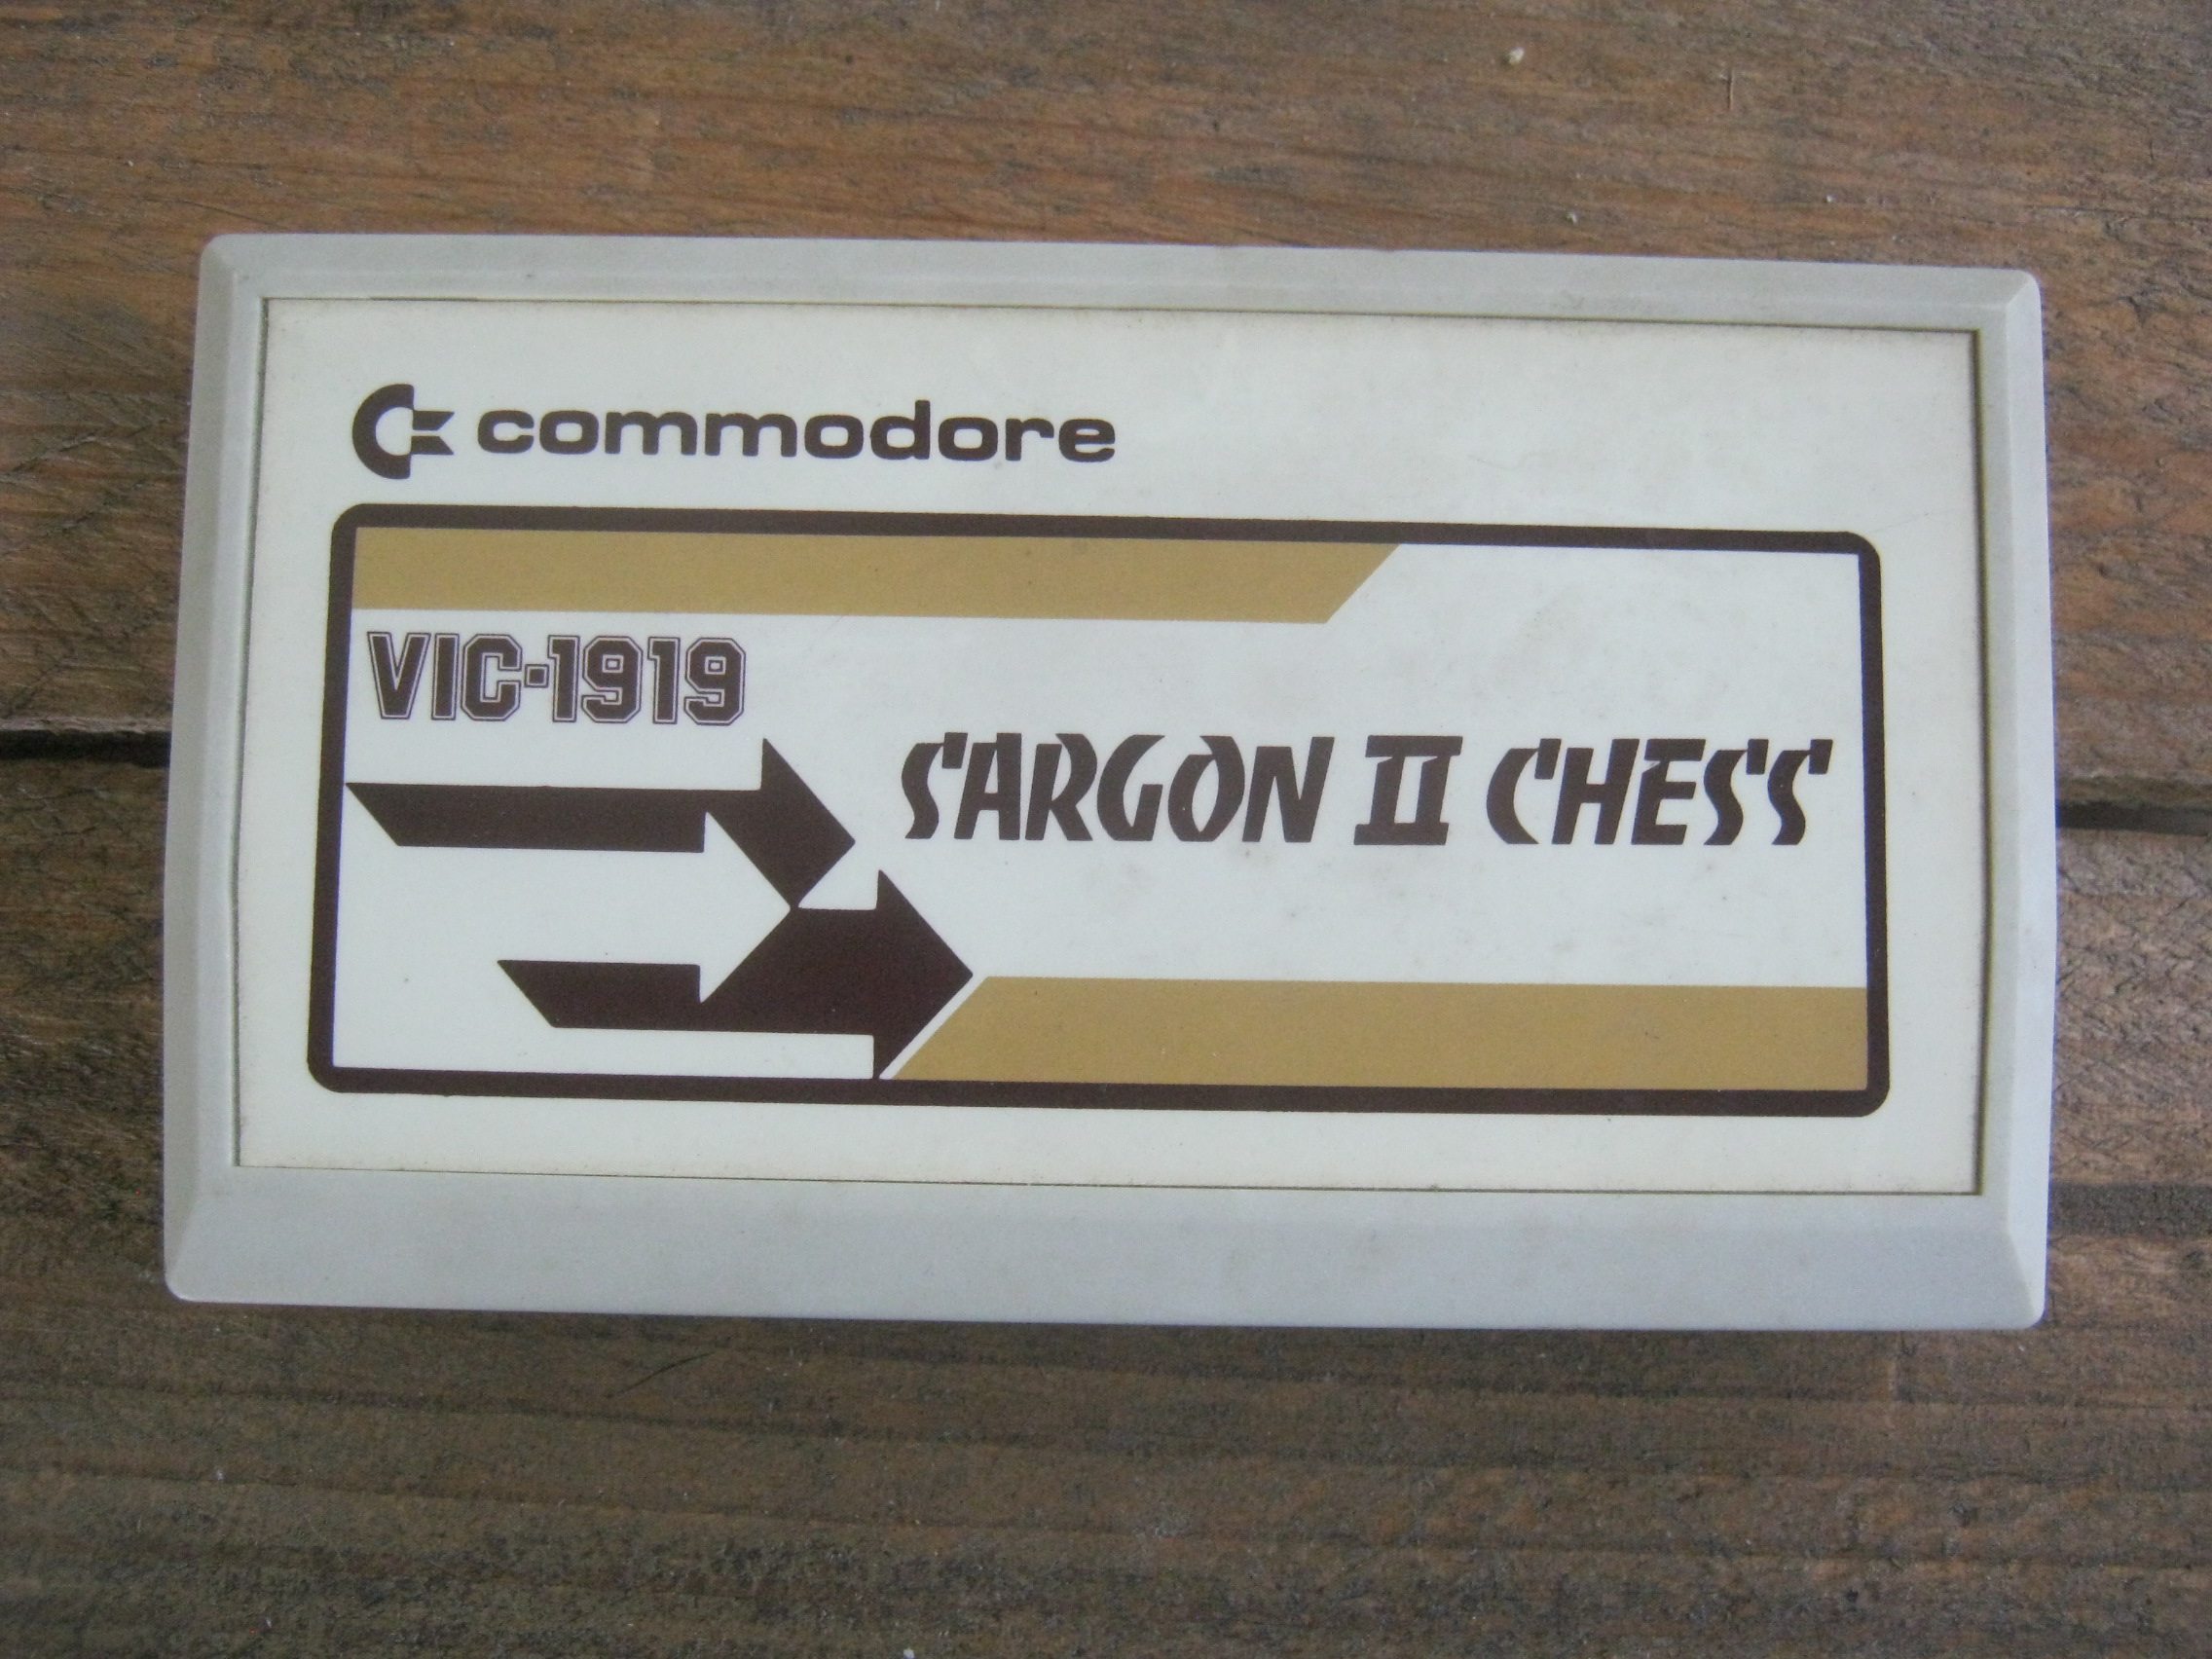 commodore
VIC-1919
SARGON II CHESS